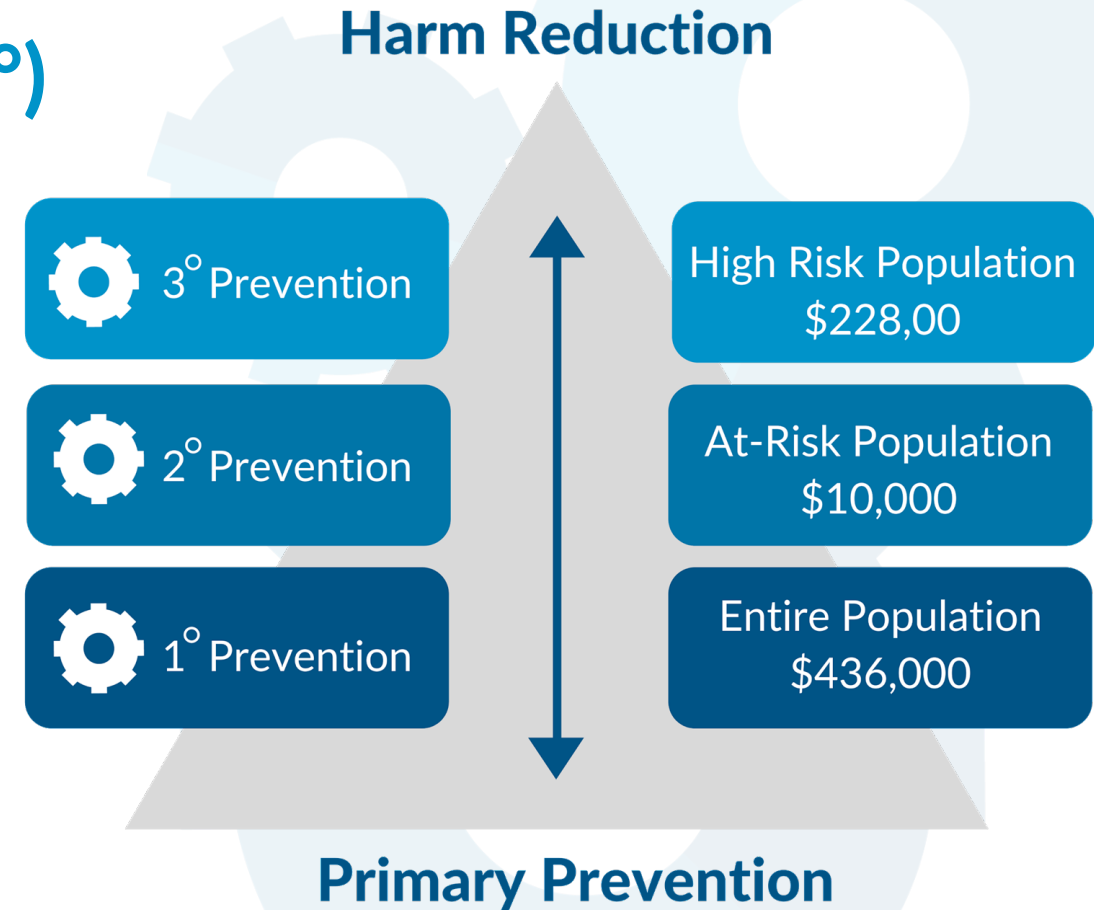 °)
Harm Reduction
3° Prevention
High Risk Population
$228,00
2° Prevention
At-Risk Population
$10,000
1° Prevention
Entire Population
$436,000
Primary Prevention